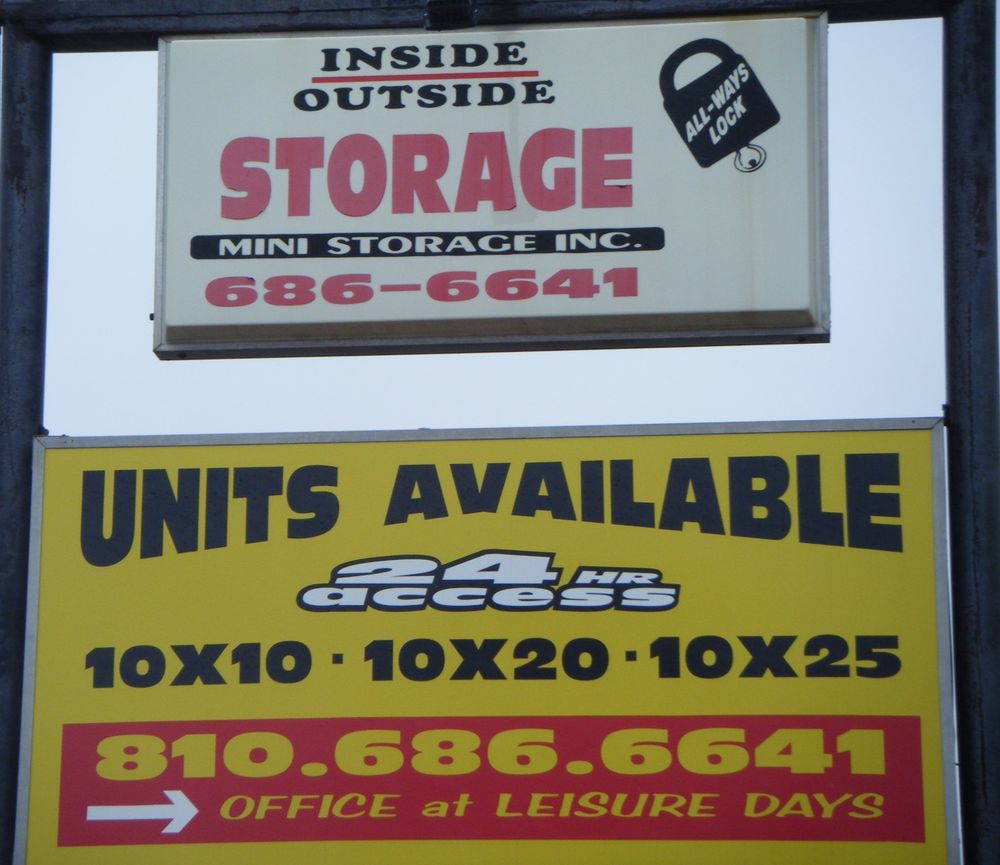 INSIDE
OUTSIDE
ALL-WAYS
LOCK
STORAGE
MINI STORAGE INC.
686-6641
UNITS AVAILABLE
24 HR
access
10X10 · 10X20 · 10X25
810.686.6641
OFFICE at LEISURE DAYS